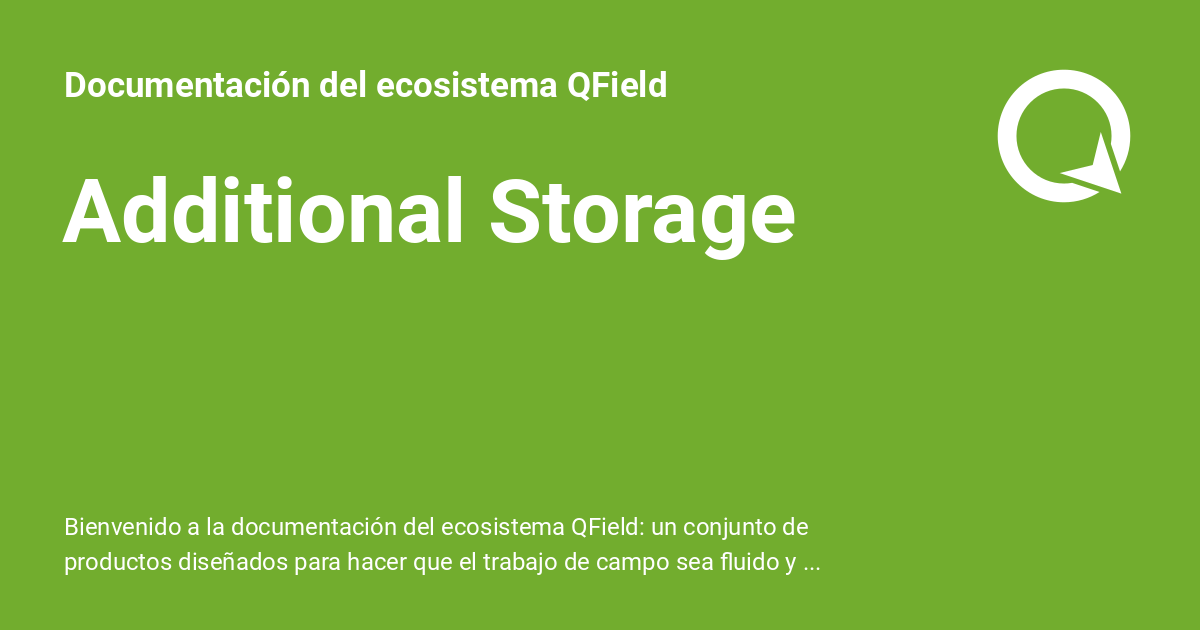 Documentación del ecosistema QField
Additional Storage
Bienvenido a la documentación del ecosistema QField: un conjunto de
productos diseñados para hacer que el trabajo de campo sea fluido y ...